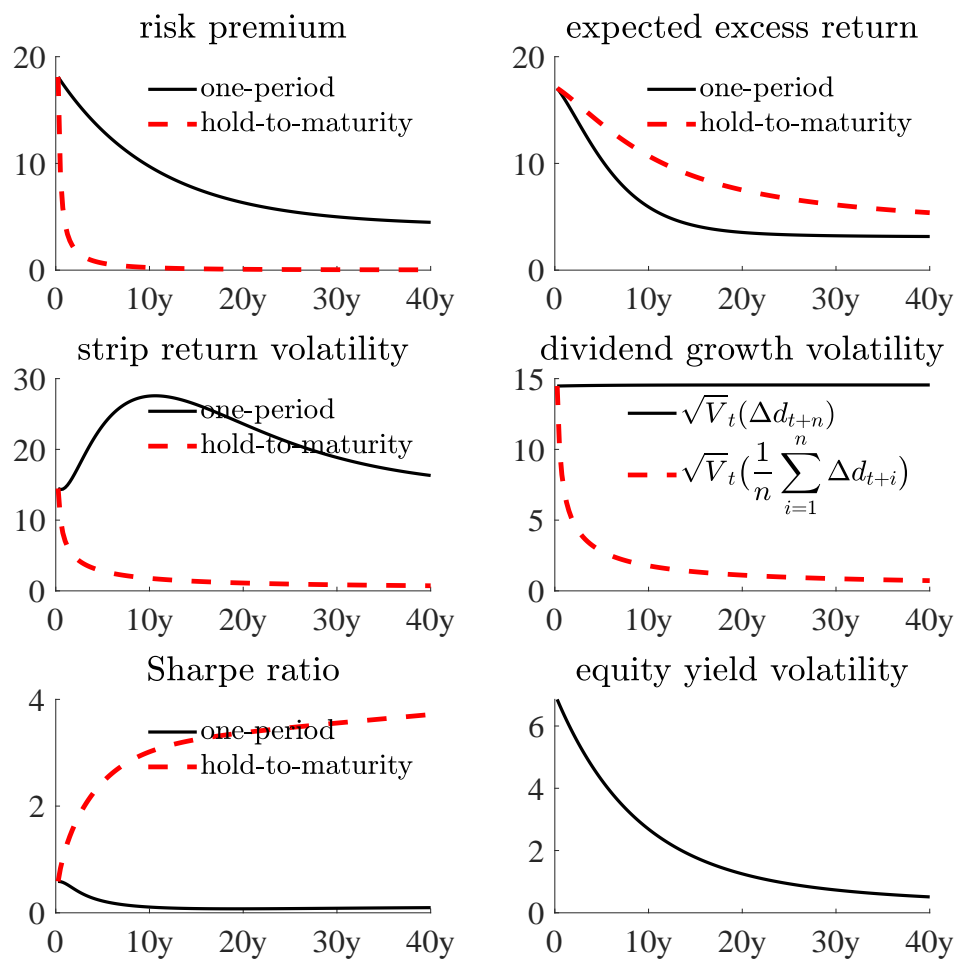 risk premium
20
10
0
one-period
hold-to-maturity
0 10y 20y 30y 40y
expected excess return
20
10
0
one-period
hold-to-maturity
0 10y 20y 30y 40y
strip return volatility
30
20
10
0
one-period
hold-to-maturity
0 10y 20y 30y 40y
dividend growth volatility
15
10
5
0
√V_t(Δd_{t+n})
√V_t(1/n ∑_{i=1}^{n} Δd_{t+i})
0 10y 20y 30y 40y
Sharpe ratio
4
2
0
one-period
hold-to-maturity
0 10y 20y 30y 40y
equity yield volatility
6
4
2
0
0 10y 20y 30y 40y